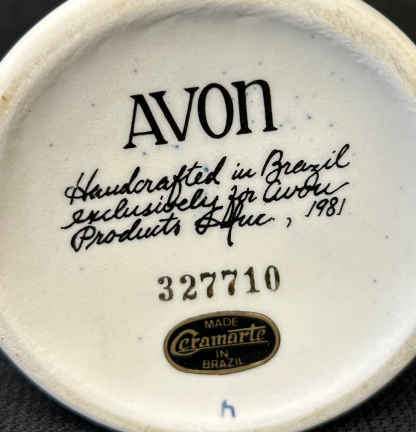 AVON
Handcrafted in Brazil
exclusively for Avon
Products Inc., 1981
327710
MADE
Ceramarte
IN
BRAZIL
h